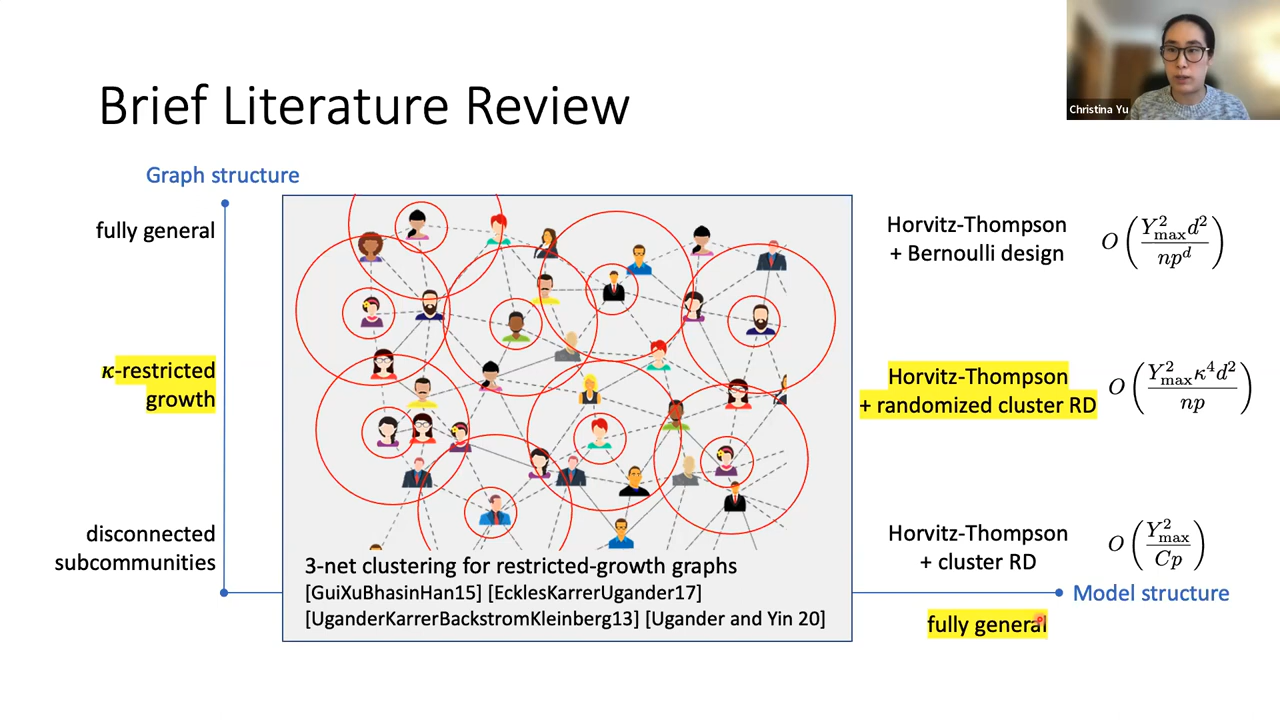 Christina Yu
Brief Literature Review
Graph structure
fully general
κ-restricted
growth
disconnected
subcommunities
3-net clustering for restricted-growth graphs
[GuiXuBhasinHan15] [EcklesKarrerUgander17]
[UganderKarrerBackstromKleinberg13] [Ugander and Yin 20]
Horvitz-Thompson
+ Bernoulli design
O(Y²max d² / np^d)
Horvitz-Thompson
+ randomized cluster RD
O(Y²max κ⁴d² / np)
Horvitz-Thompson
+ cluster RD
O(Y²max / Cp)
Model structure
fully general